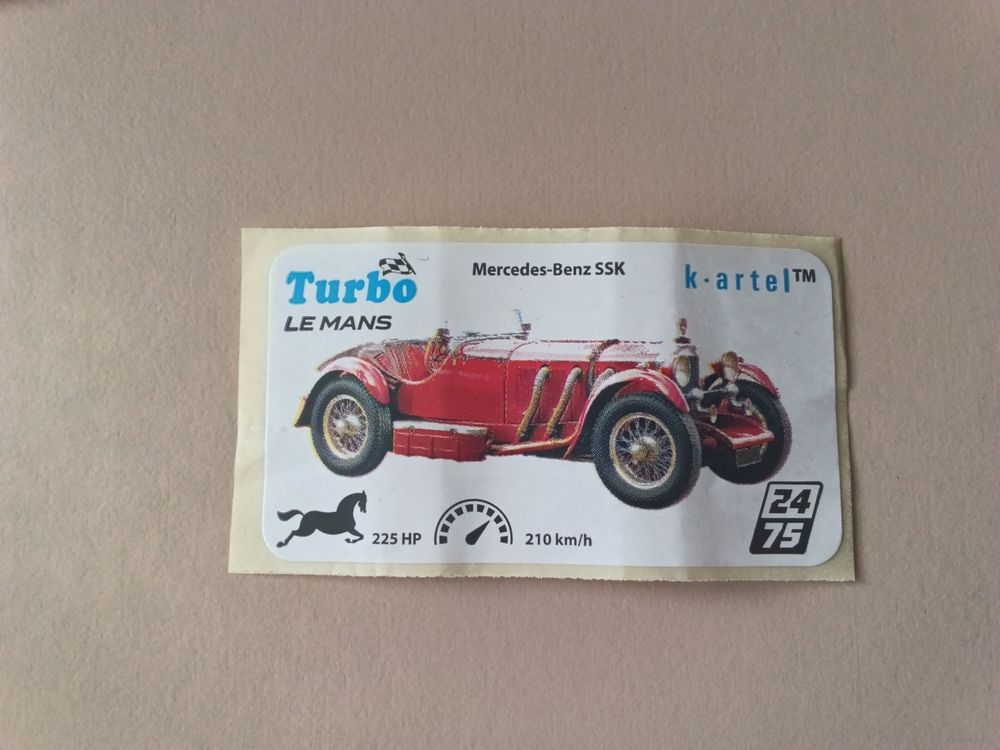 Turbo
LE MANS
Mercedes-Benz SSK
k·artel™
225 HP
210 km/h
24
75